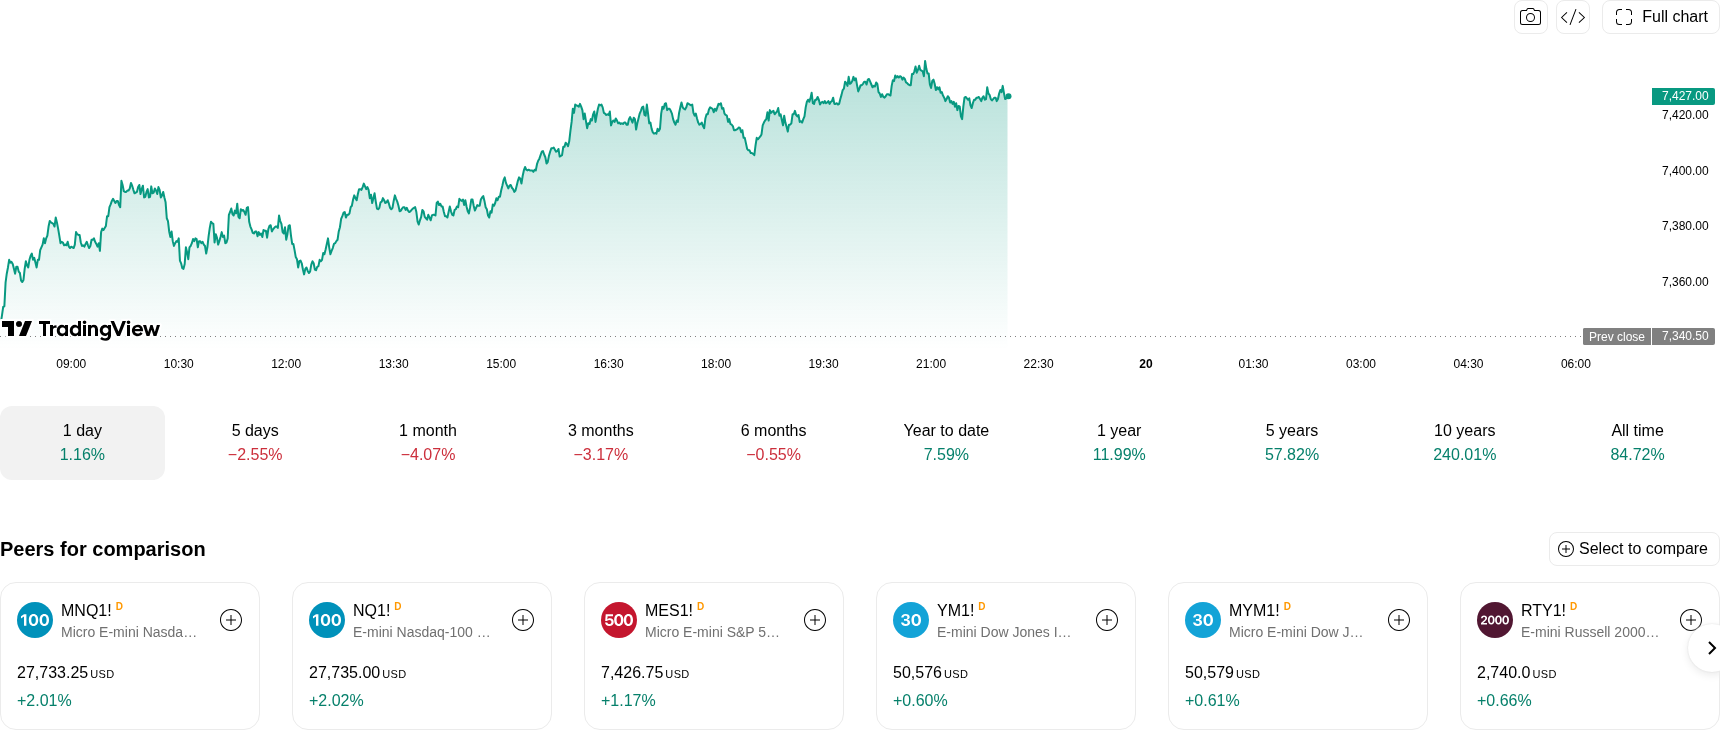 Full chart
7,427.00
7,420.00
7,400.00
7,380.00
7,360.00
TradingView
Prev close 7,340.50
09:00 10:30 12:00 13:30 15:00 16:30 18:00 19:30 21:00 22:30 20 01:30 03:00 04:30 06:00
1 day 5 days 1 month 3 months 6 months Year to date 1 year 5 years 10 years All time
1.16% −2.55% −4.07% −3.17% −0.55% 7.59% 11.99% 57.82% 240.01% 84.72%
Peers for comparison Select to compare
100 MNQ1! D
Micro E-mini Nasda…
27,733.25 USD
+2.01%
100 NQ1! D
E-mini Nasdaq-100 …
27,735.00 USD
+2.02%
500 MES1! D
Micro E-mini S&P 5…
7,426.75 USD
+1.17%
30 YM1! D
E-mini Dow Jones I…
50,576 USD
+0.60%
30 MYM1! D
Micro E-mini Dow J…
50,579 USD
+0.61%
2000 RTY1! D
E-mini Russell 2000…
2,740.0 USD
+0.66%